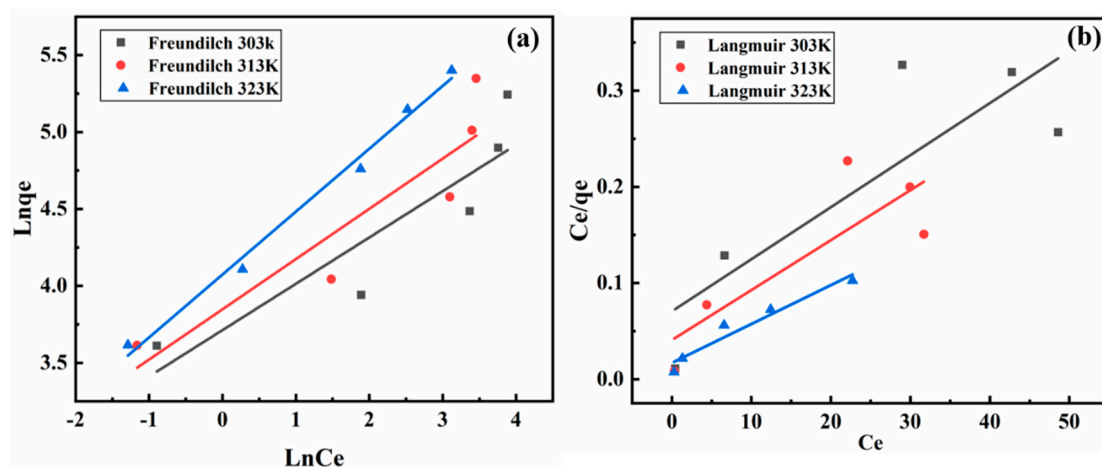 (a)
Freundilch 303k
Freundilch 313K
Freundilch 323K
5.5
5.0
4.5
4.0
3.5
Lnqe
-2 -1 0 1 2 3 4 5
LnCe
(b)
Langmuir 303K
Langmuir 313K
Langmuir 323K
0.3
0.2
0.1
0.0
Ce/qe
0 10 20 30 40 50
Ce